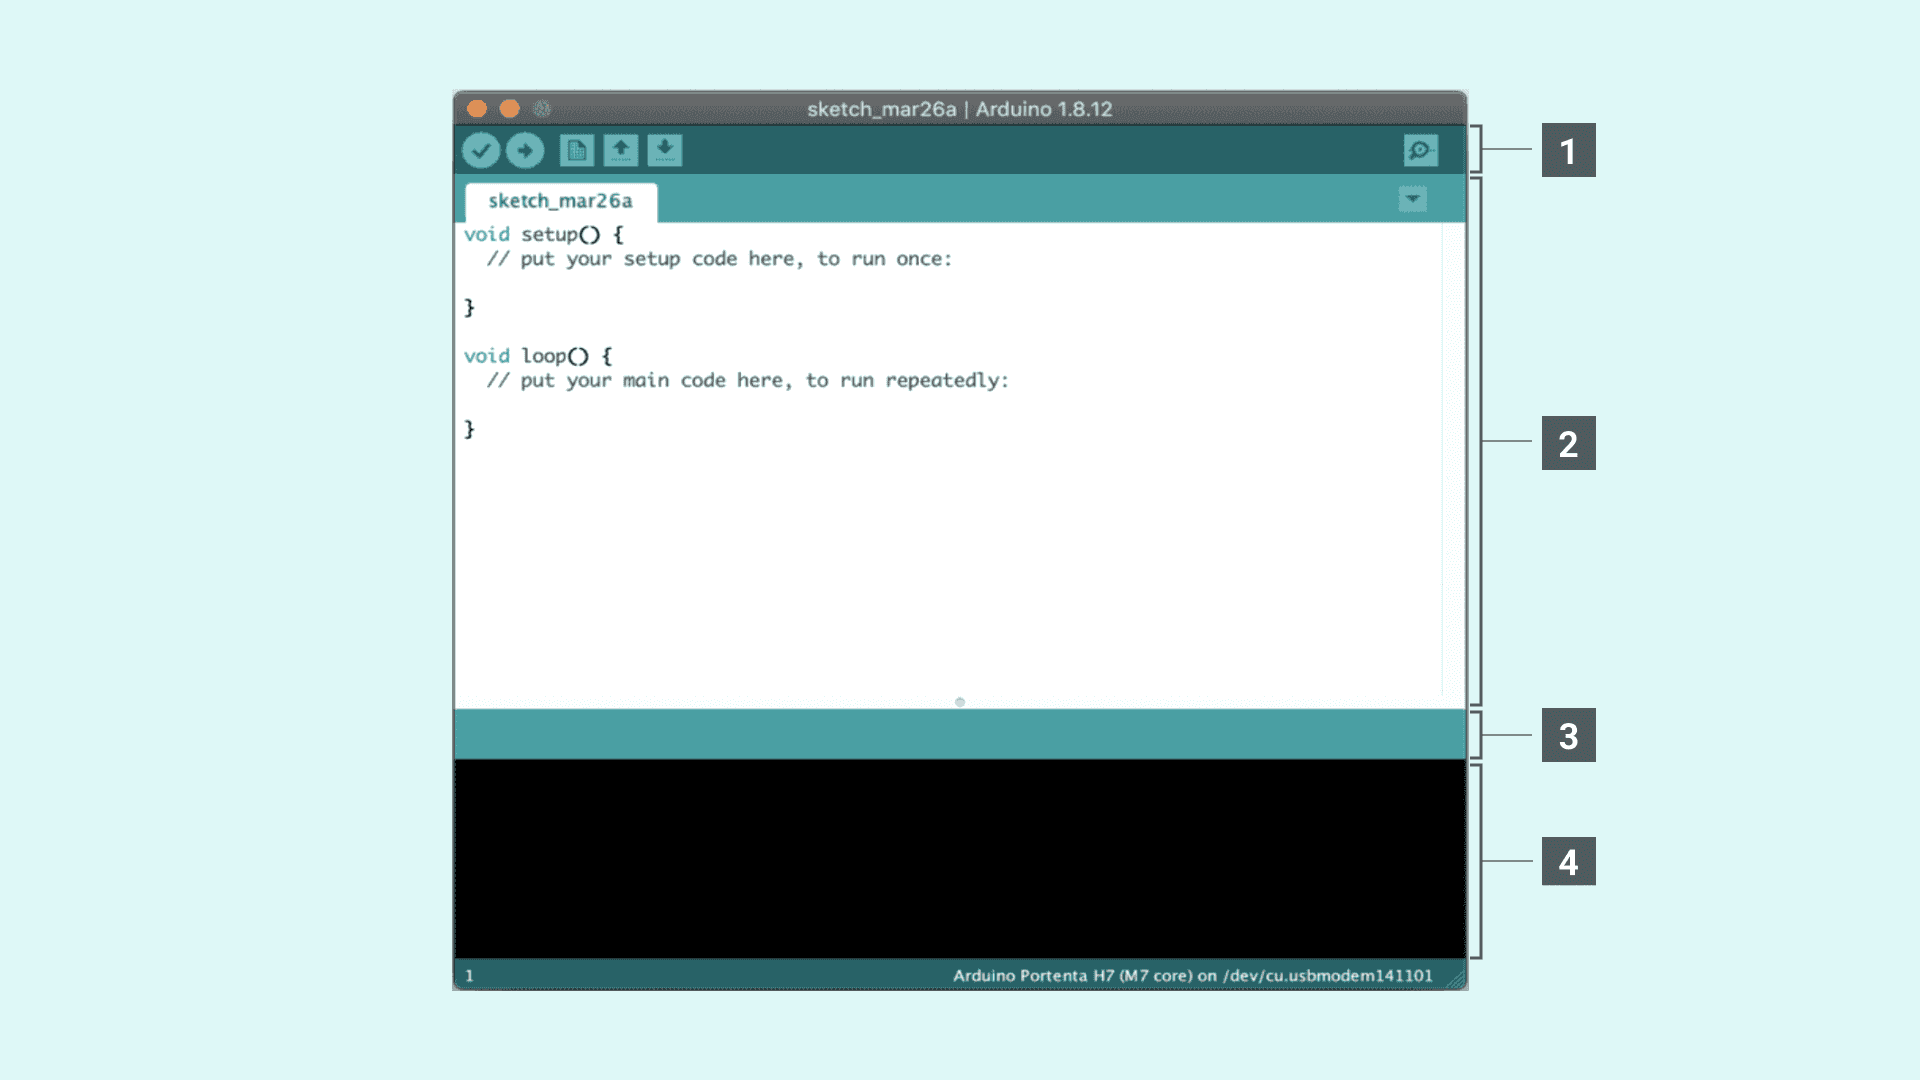 sketch_mar26a | Arduino 1.8.12
1
sketch_mar26a
void setup() {
// put your setup code here, to run once:
}
void loop() {
// put your main code here, to run repeatedly:
}
2
3
4
1
Arduino Portenta H7 (M7 core) on /dev/cu.usbmodem141101